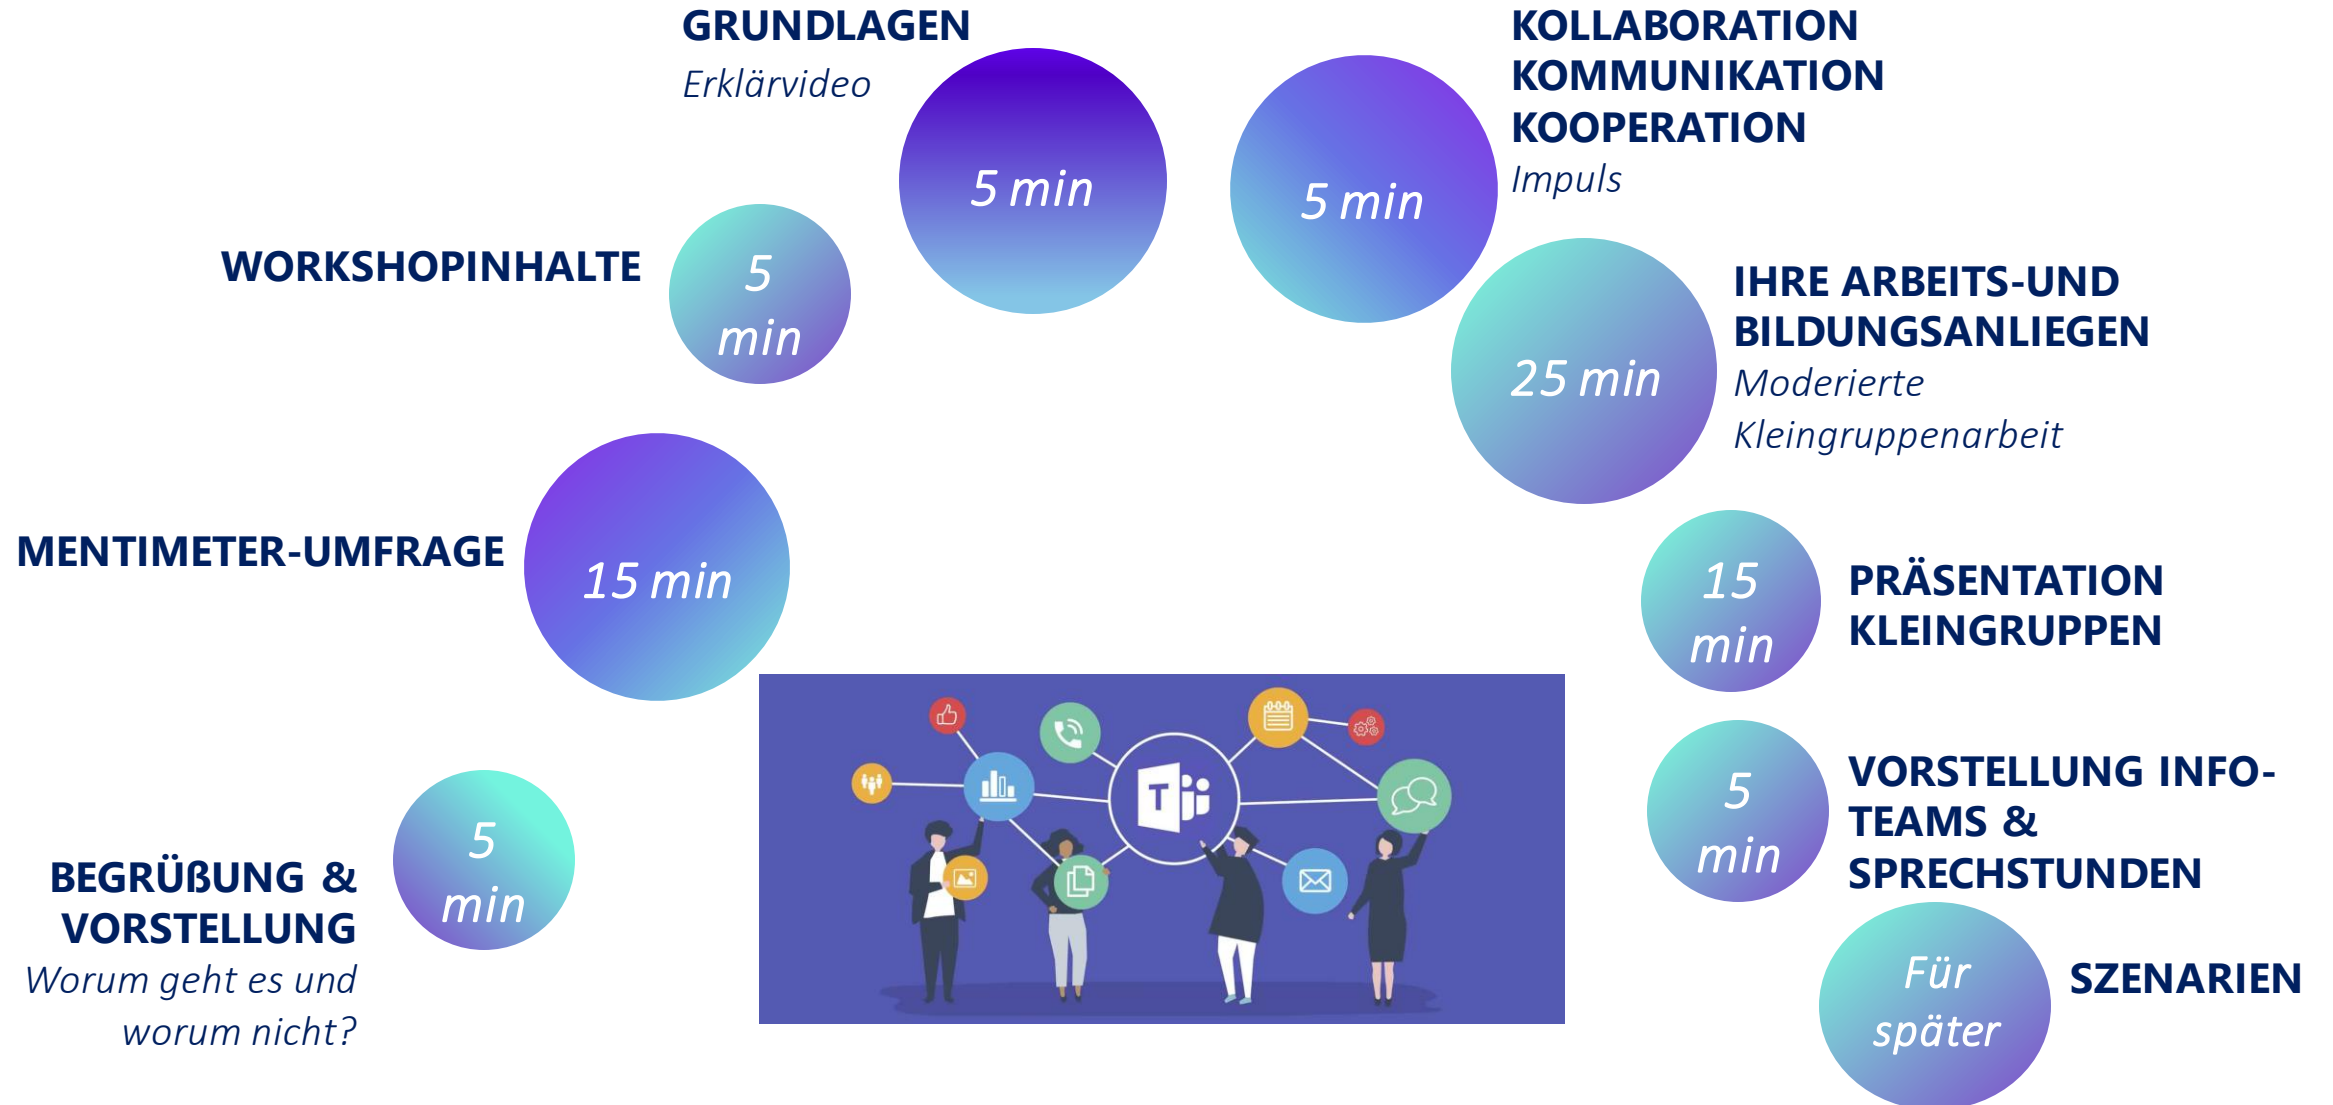 BEGRÜßUNG &
VORSTELLUNG
Worum geht es und
worum nicht?
5
min
MENTIMETER-UMFRAGE
15 min
WORKSHOPINHALTE
5
min
GRUNDLAGEN
Erklärvideo
5 min
KOLLABORATION
KOMMUNIKATION
KOOPERATION
Impuls
5 min
IHRE ARBEITS-UND
BILDUNGSANLIEGEN
Moderierte
Kleingruppenarbeit
25 min
PRÄSENTATION
KLEINGRUPPEN
15
min
VORSTELLUNG INFO-
TEAMS &
SPRECHSTUNDEN
5
min
SZENARIEN
Für
später
T